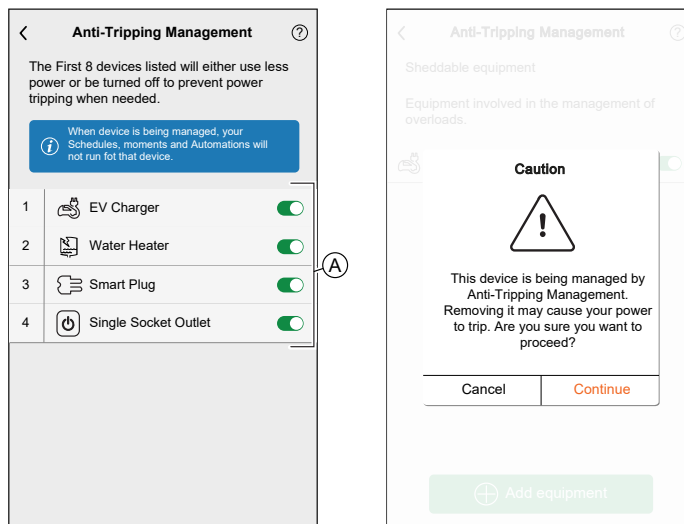 Anti-Tripping Management
?
The First 8 devices listed will either use less
power or be turned off to prevent power
tripping when needed.
i
When device is being managed, your
Schedules, moments and Automations will
not run fot that device.
1 EV Charger
2 Water Heater
3 Smart Plug
4 Single Socket Outlet
A
Anti-Tripping Management
?
Sheddable equipment
Equipment involved in the management of
overloads.
Caution
!
This device is being managed by
Anti-Tripping Management.
Removing it may cause your power
to trip. Are you sure you want to
proceed?
Cancel
Continue
Add equipment